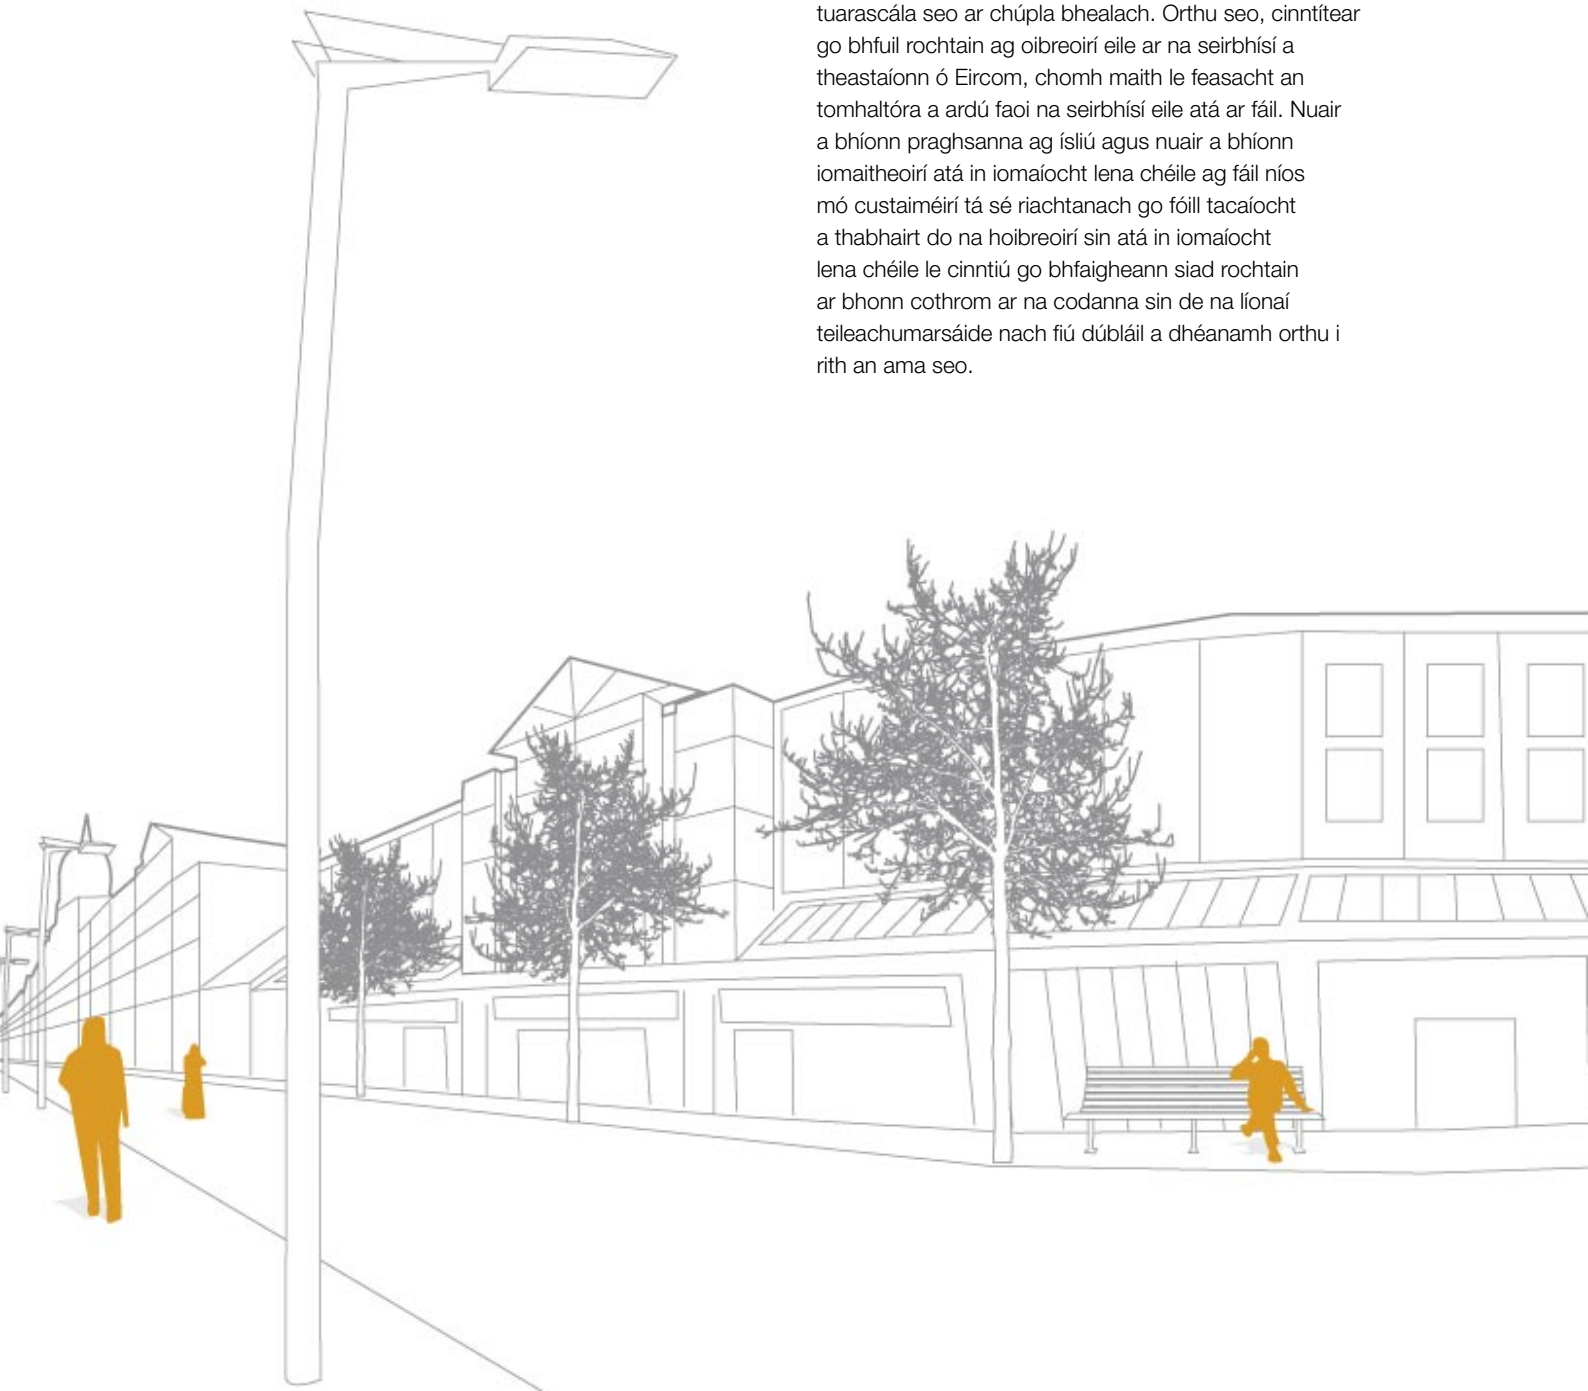 tuarascála seo ar chúpla bhealach. Orthu seo, cinntítear
go bhfuil rochtain ag oibreoirí eile ar na seirbhísí a
theastaíonn ó Eircom, chomh maith le feasacht an
tomhaltóra a ardú faoi na seirbhísí eile atá ar fáil. Nuair
a bhíonn praghsanna ag ísliú agus nuair a bhíonn
iomaitheoirí atá in iomaíocht lena chéile ag fáil níos
mó custaiméirí tá sé riachtanach go fóill tacaíocht
a thabhairt do na hoibreoirí sin atá in iomaíocht
lena chéile le cinntiú go bhfaigheann siad rochtain
ar bhonn cothrom ar na codanna sin de na líonaí
teileachumarsáide nach fiú dúbláil a dhéanamh orthu i
rith an ama seo.